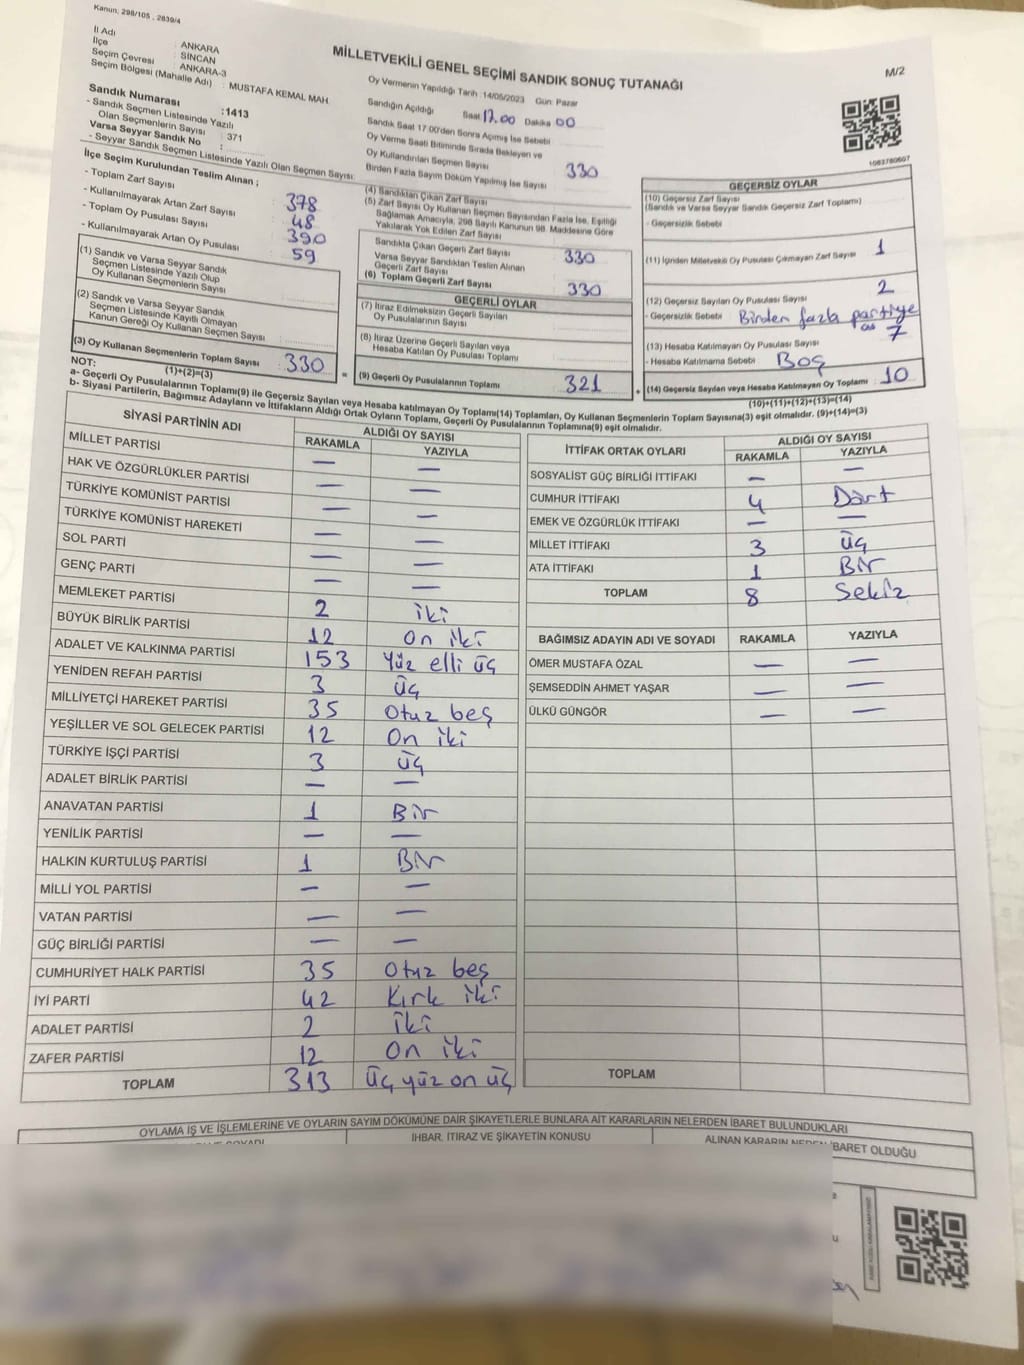 Kanun, 298/105 , 2839/4
MİLLETVEKİLİ GENEL SEÇİMİ SANDIK SONUÇ TUTANAĞI
M/2
İl Adı : ANKARA
İlçe : SİNCAN
Seçim Çevresi : ANKARA-3
Seçim Bölgesi (Mahalle Adı) : MUSTAFA KEMAL MAH.
Sandık Numarası :1413
- Sandık Seçmen Listesinde Yazılı
Olan Seçmenlerin Sayısı : 371
Varsa Seyyar Sandık No :
- Seyyar Sandık Seçmen Listesinde Yazılı Olan Seçmen Sayısı:
İlçe Seçim Kurulundan Teslim Alınan ;
- Toplam Zarf Sayısı : 378
- Kullanılmayarak Artan Zarf Sayısı : 48
- Toplam Oy Pusulası Sayısı : 390
- Kullanılmayarak Artan Oy Pusulası : 59
(1) Sandık ve Varsa Seyyar Sandık
Seçmen Listesinde Yazılı Olup
Oy Kullanan Seçmenlerin Sayısı
(2) Sandık ve Varsa Seyyar Sandık
Seçmen Listesinde Kayıtlı Olmayan
Kanun Gereği Oy Kullanan Seçmen Sayısı
(3) Oy Kullanan Seçmenlerin Toplam Sayısı : 330
(1)+(2)=(3)
Oy Vermenin Yapıldığı Tarih :14/05/2023 Gün: Pazar
Sandığın Açıldığı Saat 17.00 Dakika 00
Sandık Saat 17:00'den Sonra Açılmış İse Sebebi
Oy Verme Saati Bitiminde Sırada Bekleyen ve
Oy Kullandırılan Seçmen Sayısı
Birden Fazla Sayım Döküm Yapılmış İse Sayısı
(4) Sandıktan Çıkan Zarf Sayısı 330
(5) Zarf Sayısı Oy Kullanan Seçmen Sayısından Fazla İse, Eşitliği
Sağlamak Amacıyla, 298 Sayılı Kanunun 98. Maddesine Göre
Yakılarak Yok Edilen Zarf Sayısı
Sandıkta Çıkan Geçerli Zarf Sayısı 330
Varsa Seyyar Sandıktan Teslim Alınan
Geçerli Zarf Sayısı
(6) Toplam Geçerli Zarf Sayısı 330
GEÇERLİ OYLAR
(7) İtiraz Edilmeksizin Geçerli Sayılan
Oy Pusulalarının Sayısı
(8) İtiraz Üzerine Geçerli Sayılan veya
Hesaba Katılan Oy Pusulası Toplamı
= (9) Geçerli Oy Pusulalarının Toplamı 321
1083780607
GEÇERSİZ OYLAR
(10) Geçersiz Zarf Sayısı
(Sandık ve Varsa Seyyar Sandık Geçersiz Zarf Toplamı)
- Geçersizlik Sebebi
(11) İçinden Milletvekili Oy Pusulası Çıkmayan Zarf Sayısı 1
(12) Geçersiz Sayılan Oy Pusulası Sayısı 2
- Geçersizlik Sebebi Birden fazla partiye
(13) Hesaba Katılmayan Oy Pusulası Sayısı 7
- Hesaba Katılmama Sebebi : Boş
+ (14) Geçersiz Sayılan veya Hesaba Katılmayan Oy Toplamı : 10
(10)+(11)+(12)+(13)=(14)
NOT:
a- Geçerli Oy Pusulalarının Toplamı(9) ile Geçersiz Sayılan veya Hesaba katılmayan Oy Toplamı(14) Toplamları, Oy Kullanan Seçmenlerin Toplam Sayısına(3) eşit olmalıdır. (9)+(14)=(3)
b- Siyasi Partilerin, Bağımsız Adayların ve İttifakların Aldığı Ortak Oyların Toplamı, Geçerli Oy Pusulalarının Toplamına(9) eşit olmalıdır.
SİYASİ PARTİNİN ADI
ALDIĞI OY SAYISI
RAKAMLA YAZIYLA
MİLLET PARTİSİ — —
HAK VE ÖZGÜRLÜKLER PARTİSİ — —
TÜRKİYE KOMÜNİST PARTİSİ — —
TÜRKİYE KOMÜNİST HAREKETİ — —
SOL PARTİ — —
GENÇ PARTİ — —
MEMLEKET PARTİSİ 2 iki
BÜYÜK BİRLİK PARTİSİ 12 on iki
ADALET VE KALKINMA PARTİSİ 153 Yüz elli üç
YENİDEN REFAH PARTİSİ 3 üç
MİLLİYETÇİ HAREKET PARTİSİ 35 Otuz beş
YEŞİLLER VE SOL GELECEK PARTİSİ 12 On iki
TÜRKİYE İŞÇİ PARTİSİ 3 üç
ADALET BİRLİK PARTİSİ — —
ANAVATAN PARTİSİ 1 Bir
YENİLİK PARTİSİ — —
HALKIN KURTULUŞ PARTİSİ 1 Bir
MİLLİ YOL PARTİSİ — —
VATAN PARTİSİ — —
GÜÇ BİRLİĞİ PARTİSİ — —
CUMHURİYET HALK PARTİSİ 35 Otuz beş
İYİ PARTİ 42 Kırk iki
ADALET PARTİSİ 2 iki
ZAFER PARTİSİ 12 On iki
TOPLAM 313 Üç yüz on üç
İTTİFAK ORTAK OYLARI
ALDIĞI OY SAYISI
RAKAMLA YAZIYLA
SOSYALİST GÜÇ BİRLİĞİ İTTİFAKI — —
CUMHUR İTTİFAKI 4 Dört
EMEK VE ÖZGÜRLÜK İTTİFAKI — —
MİLLET İTTİFAKI 3 üç
ATA İTTİFAKI 1 Bir
TOPLAM 8 Sekiz
BAĞIMSIZ ADAYIN ADI VE SOYADI RAKAMLA YAZIYLA
ÖMER MUSTAFA ÖZAL — —
ŞEMSEDDİN AHMET YAŞAR — —
ÜLKÜ GÜNGÖR — —
TOPLAM
OYLAMA İŞ VE İŞLEMLERİNE VE OYLARIN SAYIM DÖKÜMÜNE DAİR ŞİKAYETLERLE BUNLARA AİT KARARLARIN NELERDEN İBARET BULUNDUKLARI
İHBAR, İTİRAZ VE ŞİKAYETİN KONUSU
ALINAN KARARIN NEDEN İBARET OLDUĞU